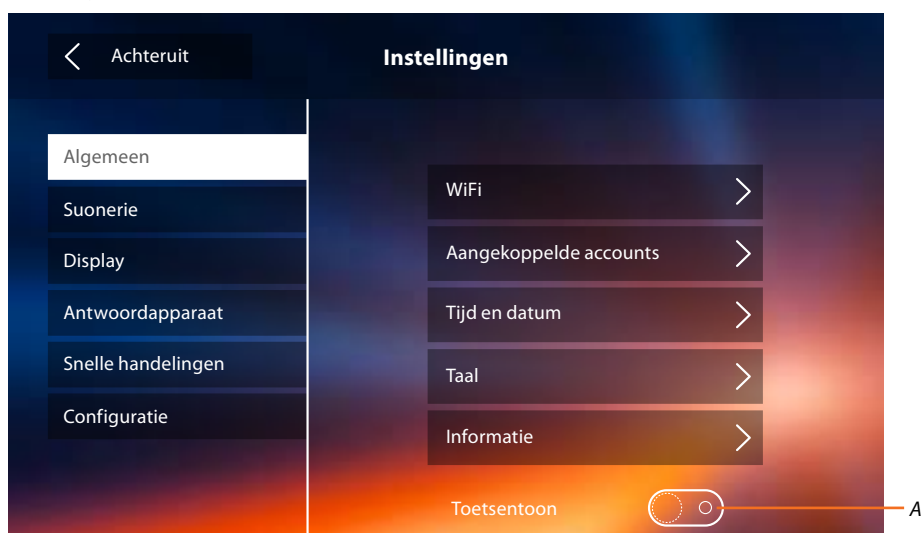 Achteruit
Instellingen
Algemeen
Suonerie
Display
Antwoordapparaat
Snelle handelingen
Configuratie
WiFi
Aangekoppelde accounts
Tijd en datum
Taal
Informatie
Toetsentoon
A